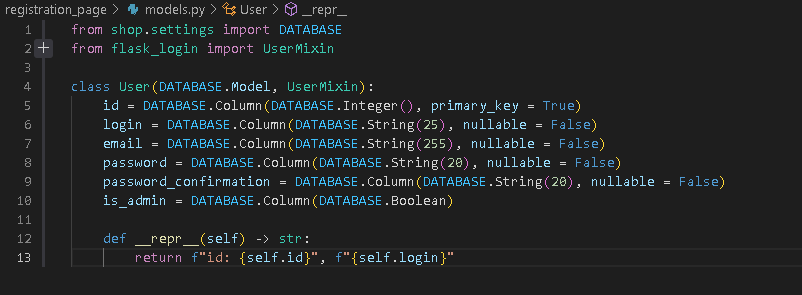 registration_page > models.py > User > __repr__
1 from shop.settings import DATABASE
2 from flask_login import UserMixin
3
4 class User(DATABASE.Model, UserMixin):
5     id = DATABASE.Column(DATABASE.Integer(), primary_key = True)
6     login = DATABASE.Column(DATABASE.String(25), nullable = False)
7     email = DATABASE.Column(DATABASE.String(255), nullable = False)
8     password = DATABASE.Column(DATABASE.String(20), nullable = False)
9     password_confirmation = DATABASE.Column(DATABASE.String(20), nullable = False)
10     is_admin = DATABASE.Column(DATABASE.Boolean)
11
12     def __repr__(self) -> str:
13         return f"id: {self.id}", f"{self.login}"